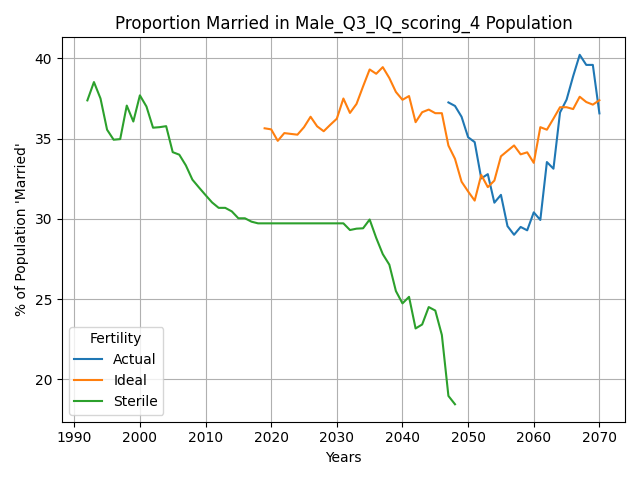 Proportion Married in Male_Q3_IQ_scoring_4 Population
% of Population 'Married'
40
35
30
25
20
Fertility
Actual
Ideal
Sterile
1990 2000 2010 2020 2030 2040 2050 2060 2070
Years